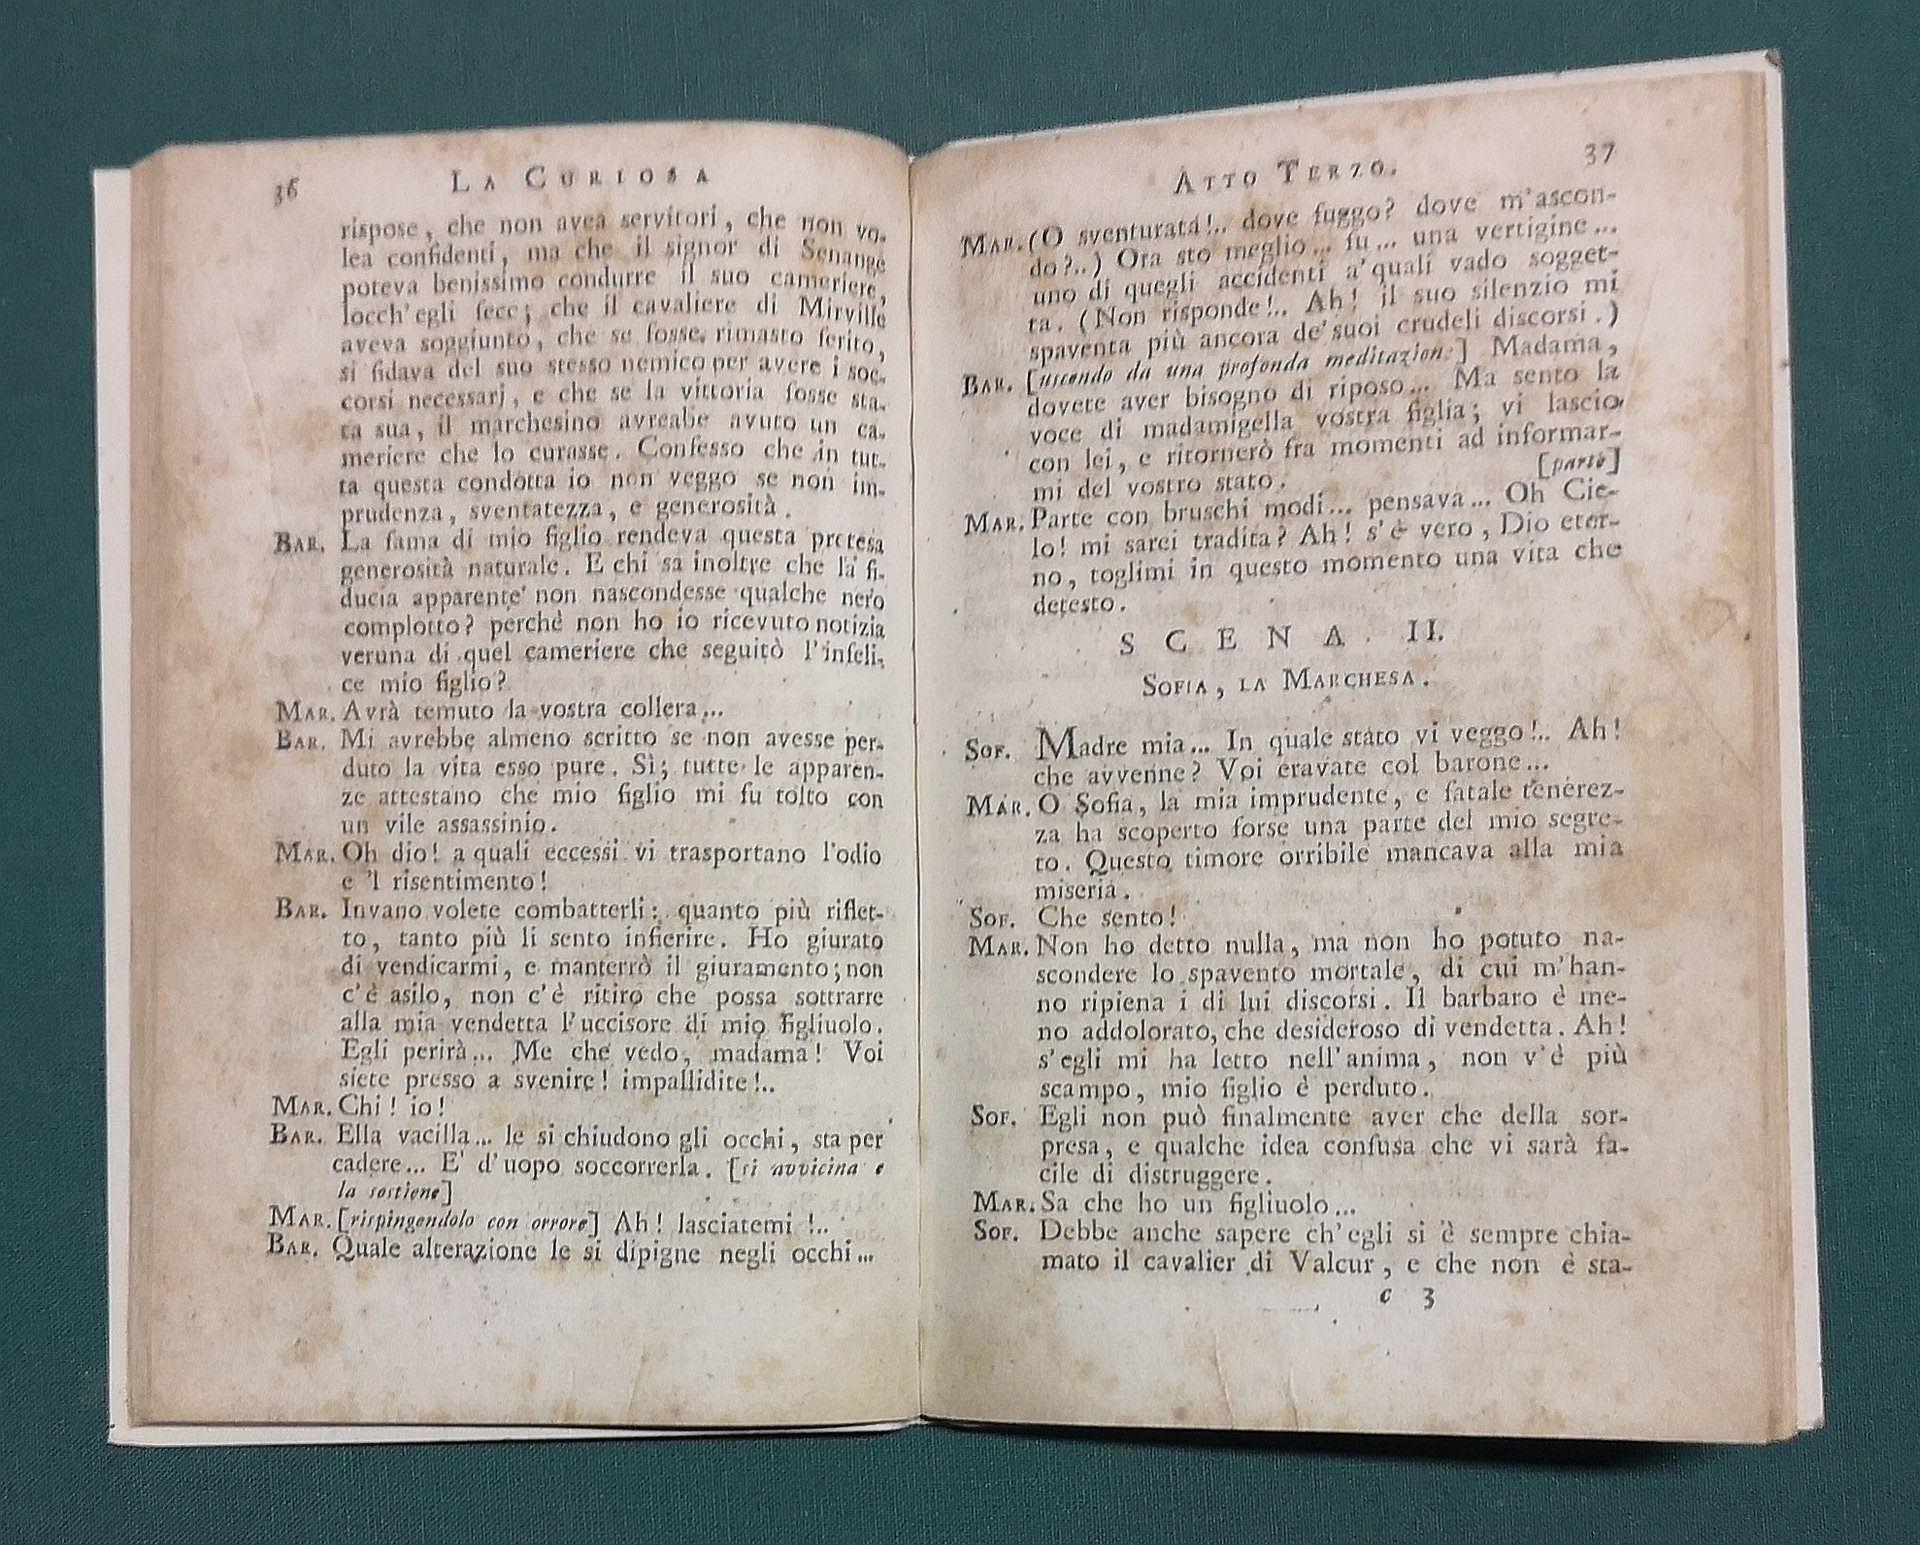 36
LA CURIOSA
rispose, che non avea servitori, che non vo-
lea confidenti, ma che il signor di Senange
poteva benissimo condurre il suo cameriere,
locch'egli fece; che il cavaliere di Mirville
aveva soggiunto, che se fosse rimasto ferito,
si fidava del suo stesso nemico per avere i soc-
corsi necessarj, e che se la vittoria fosse sta-
ta sua, il marchesino avrebbe avuto un ca-
meriere che lo curasse. Confesso che in tut-
ta questa condotta io non veggo se non im-
prudenza, sventatezza, e generosità.
BAR. La fama di mio figlio rendeva questa pretesa
generosità naturale. E chi sa inoltre che la fi-
ducia apparente non nascondesse qualche nero
complotto? perchè non ho io ricevuto notizia
veruna di quel cameriere che seguitò l'infeli-
ce mio figlio?
MAR. Avrà temuto la vostra collera...
BAR. Mi avrebbe almeno scritto se non avesse per-
duto la vita esso pure. Sì; tutte le apparen-
ze attestano che mio figlio mi fu tolto con
un vile assassinio.
MAR. Oh dio! a quali eccessi vi trasportano l'odio
e 'l risentimento!
BAR. Invano volete combatterli: quanto più riflet-
to, tanto più li sento infierire. Ho giurato
di vendicarmi, e manterrò il giuramento; non
c'è asilo, non c'è ritiro che possa sottrarre
alla mia vendetta l'uccisore di mio figliuolo.
Egli perirà... Me che vedo, madama! Voi
siete presso a svenire! impallidite!..
MAR. Chi! io!
BAR. Ella vacilla... le si chiudono gli occhi, sta per
cadere... E' d'uopo soccorrerla. [si avvicina e
la sostiene]
MAR. [rispingendolo con orrore] Ah! lasciatemi!..
BAR. Quale alterazione le si dipigne negli occhi...
ATTO TERZO.
37
MAR. (O sventurata!.. dove fuggo? dove m'ascon-
do?..) Ora sto meglio... fu... una vertigine...
uno di quegli accidenti a'quali vado sogget-
ta. (Non risponde!.. Ah! il suo silenzio mi
spaventa più ancora de'suoi crudeli discorsi.)
BAR. [uscendo da una profonda meditazione] Madama,
dovete aver bisogno di riposo... Ma sento la
voce di madamigella vostra figlia; vi lascio
con lei, e ritornerò fra momenti ad informar-
mi del vostro stato. [parte]
MAR. Parte con bruschi modi... pensava... Oh Cie-
lo! mi sarei tradita? Ah! s'è vero, Dio eter-
no, toglimi in questo momento una vita che
detesto.
SCENA II.
SOFIA, LA MARCHESA.
SOF. Madre mia... In quale stato vi veggo!.. Ah!
che avvenne? Voi eravate col barone...
MAR. O Sofia, la mia imprudente, e fatale tenerez-
za ha scoperto forse una parte del mio segre-
to. Questo timore orribile mancava alla mia
miseria.
SOF. Che sento!
MAR. Non ho detto nulla, ma non ho potuto na-
scondere lo spavento mortale, di cui m'han-
no ripiena i di lui discorsi. Il barbaro è me-
no addolorato, che desideroso di vendetta. Ah!
s'egli mi ha letto nell'anima, non v'è più
scampo, mio figlio è perduto.
SOF. Egli non può finalmente aver che della sor-
presa, e qualche idea confusa che vi sarà fa-
cile di distruggere.
MAR. Sa che ho un figliuolo...
SOF. Debbe anche sapere ch'egli si è sempre chia-
mato il cavalier di Valcur, e che non è sta-
c 3